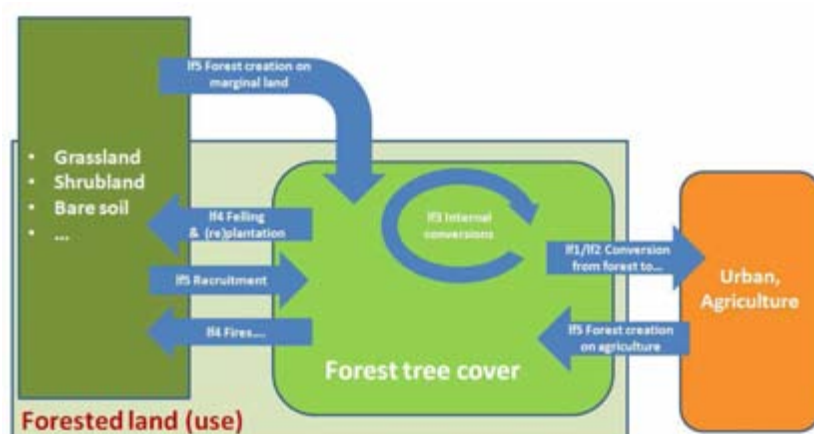 lf5 Forest creation on
marginal land
• Grassland
• Shrubland
• Bare soil
• ...
lf4 Felling
& (re)plantation
lf3 Internal
conversions
lf1/lf2 Conversion
from forest to...
lf5 Recruitment
Urban,
Agriculture
lf4 Fires....
lf5 Forest creation
on agriculture
Forest tree cover
Forested land (use)